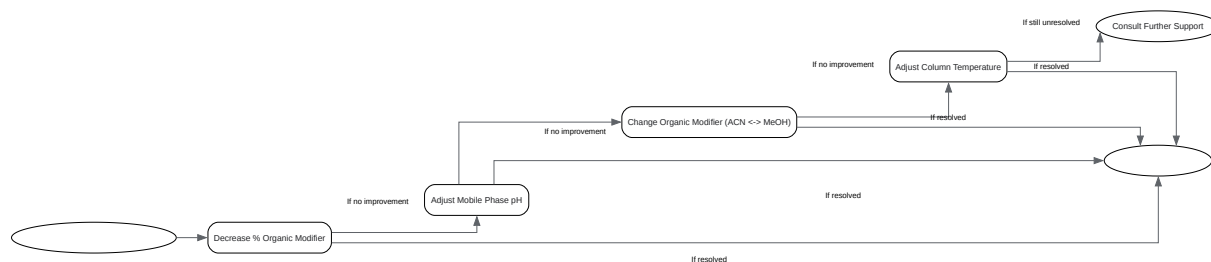 If still unresolved
Consult Further Support
If no improvement
Adjust Column Temperature
If resolved
Change Organic Modifier (ACN <-> MeOH)
If resolved
If no improvement
If no improvement
Adjust Mobile Phase pH
If resolved
Decrease % Organic Modifier
If resolved